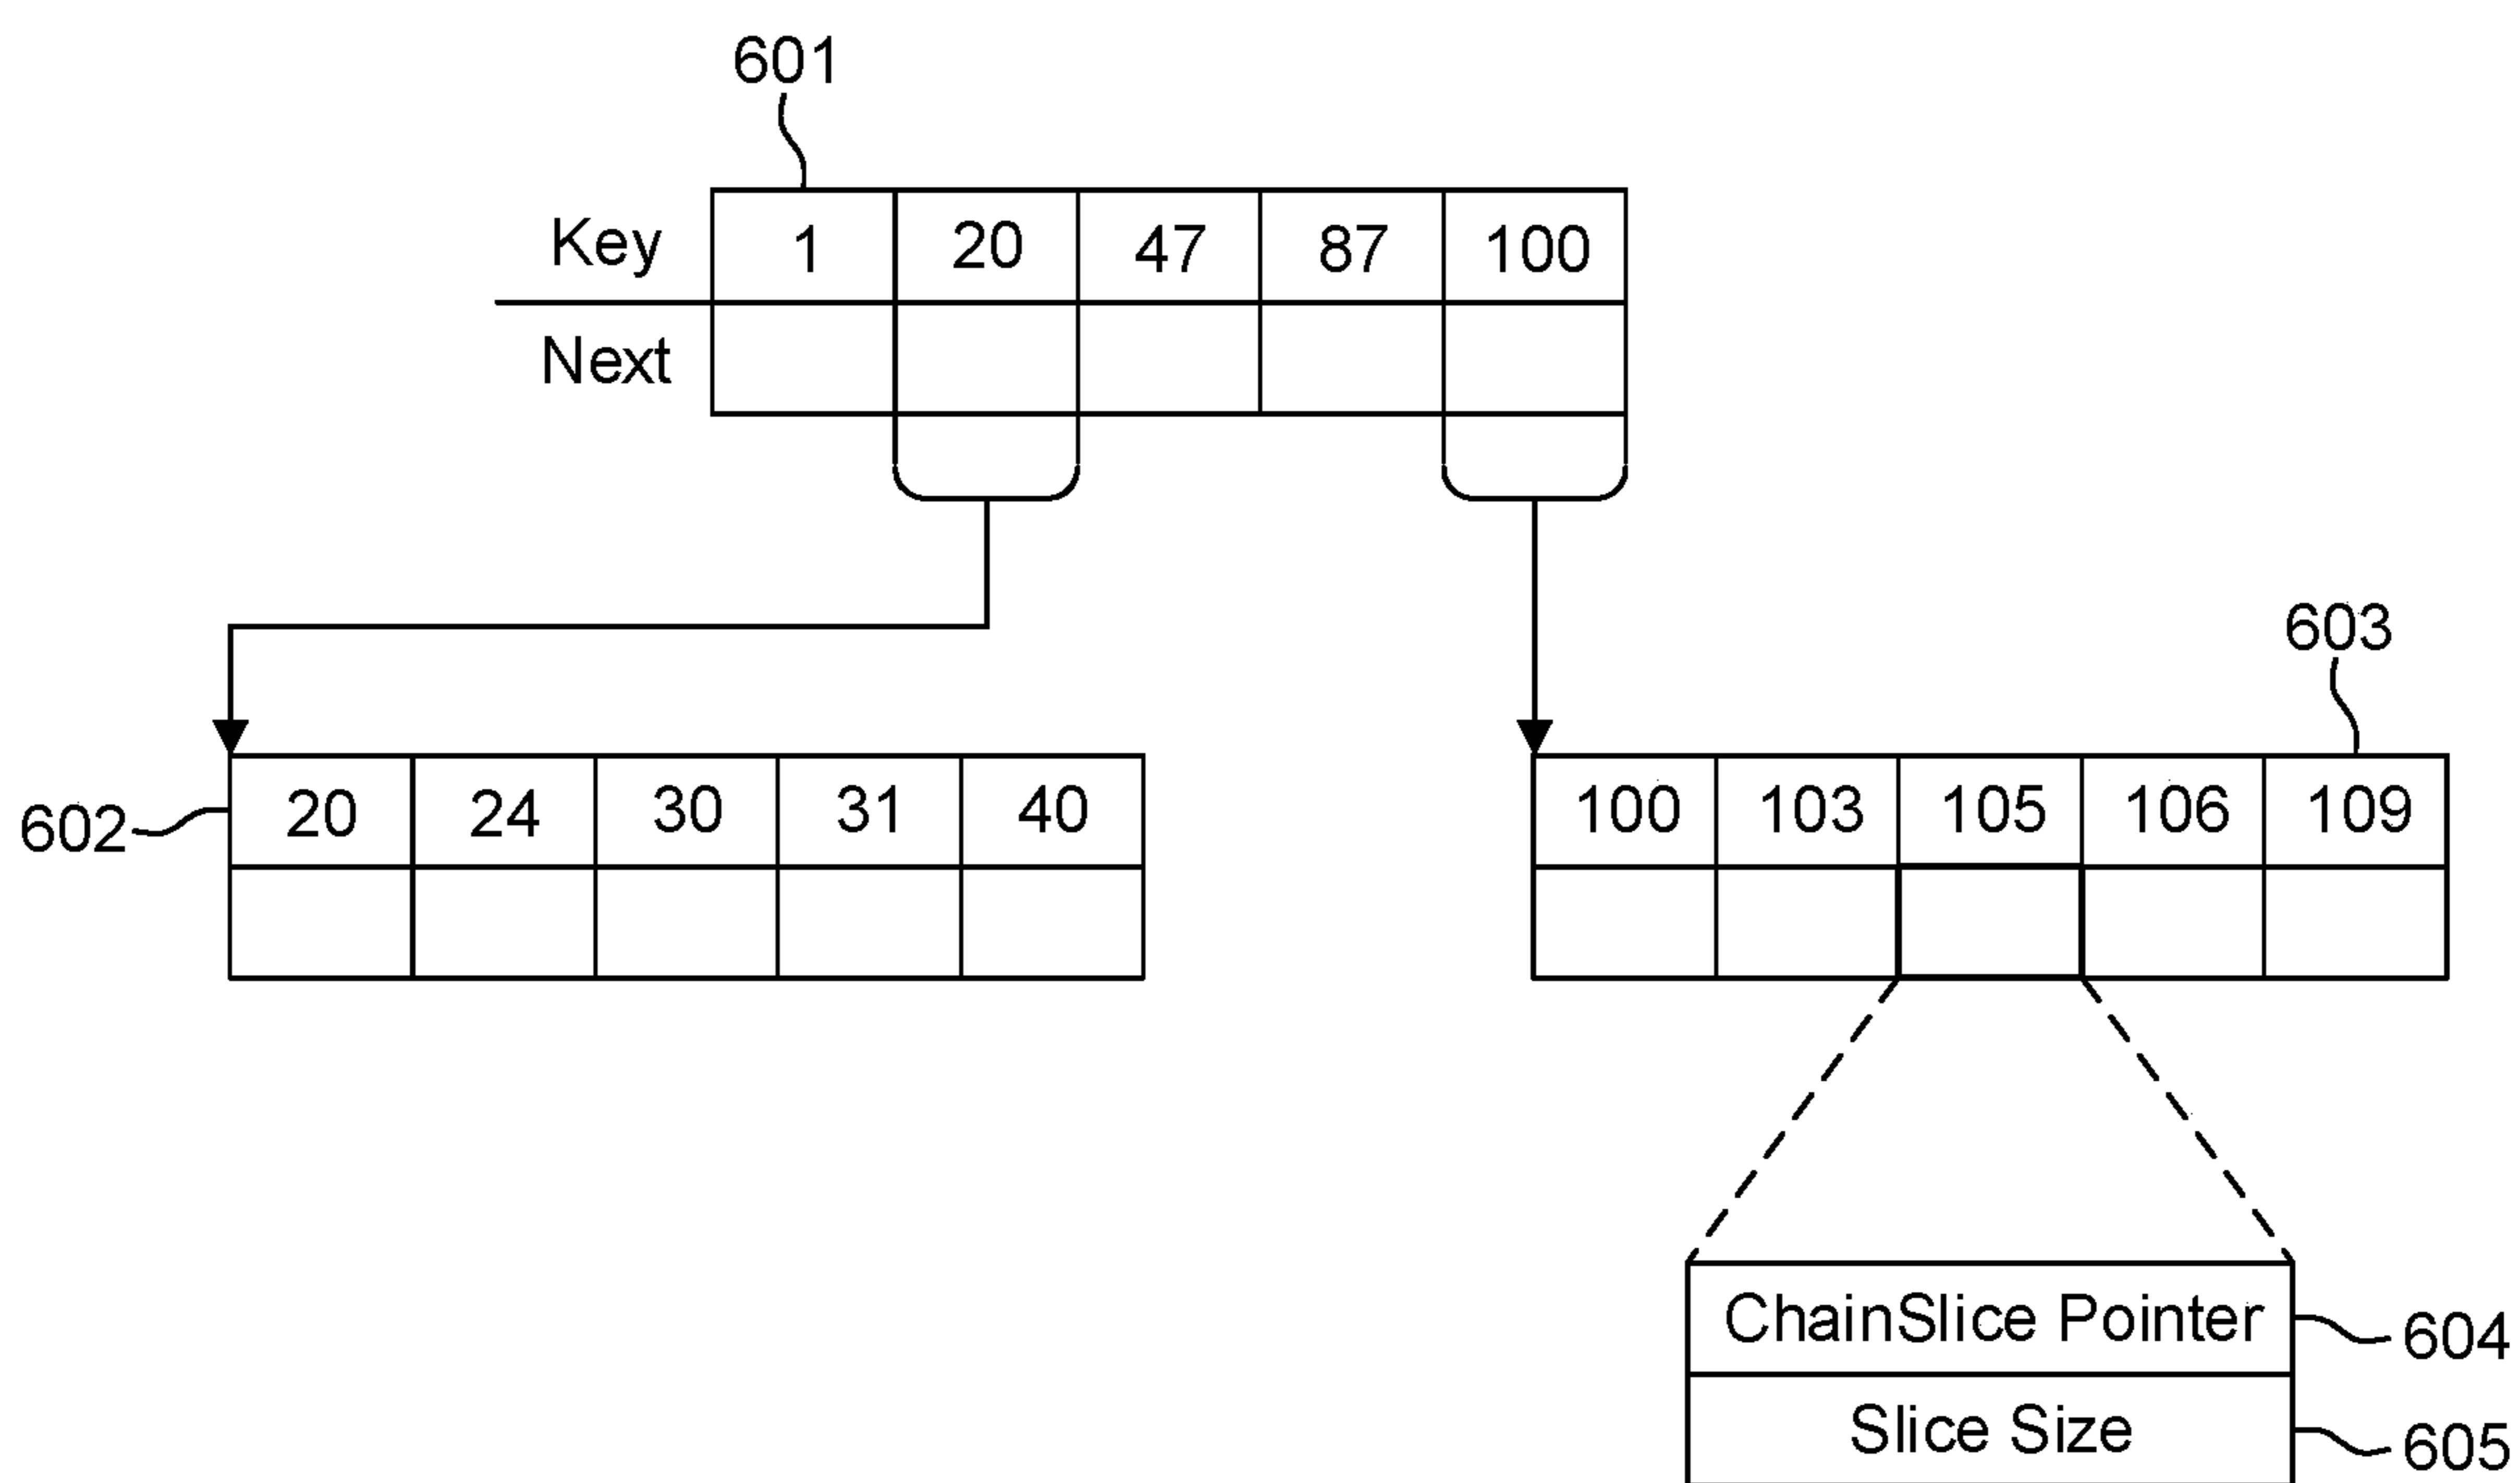 601
Key 1 20 47 87 100
Next
603
602 20 24 30 31 40 100 103 105 106 109
ChainSlice Pointer 604
Slice Size 605